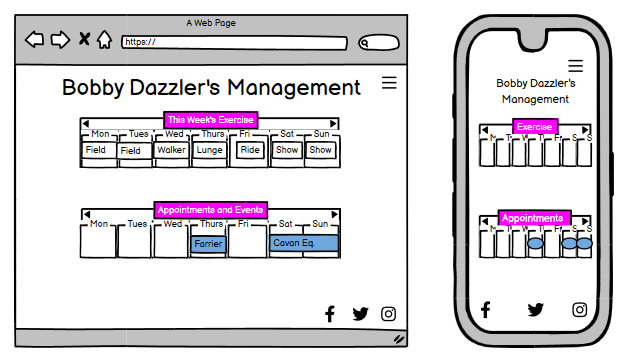 A Web Page
https://
Bobby Dazzler's Management
This Week's Exercise
Mon Tues Wed Thurs Fri Sat Sun
Field Field Walker Lunge Ride Show Show
Appointments and Events
Mon Tues Wed Thurs Fri Sat Sun
Farrier Cavan Eq.
Bobby Dazzler's
Management
Exercise
M T W T F S S
Appointments
M T W T F S S